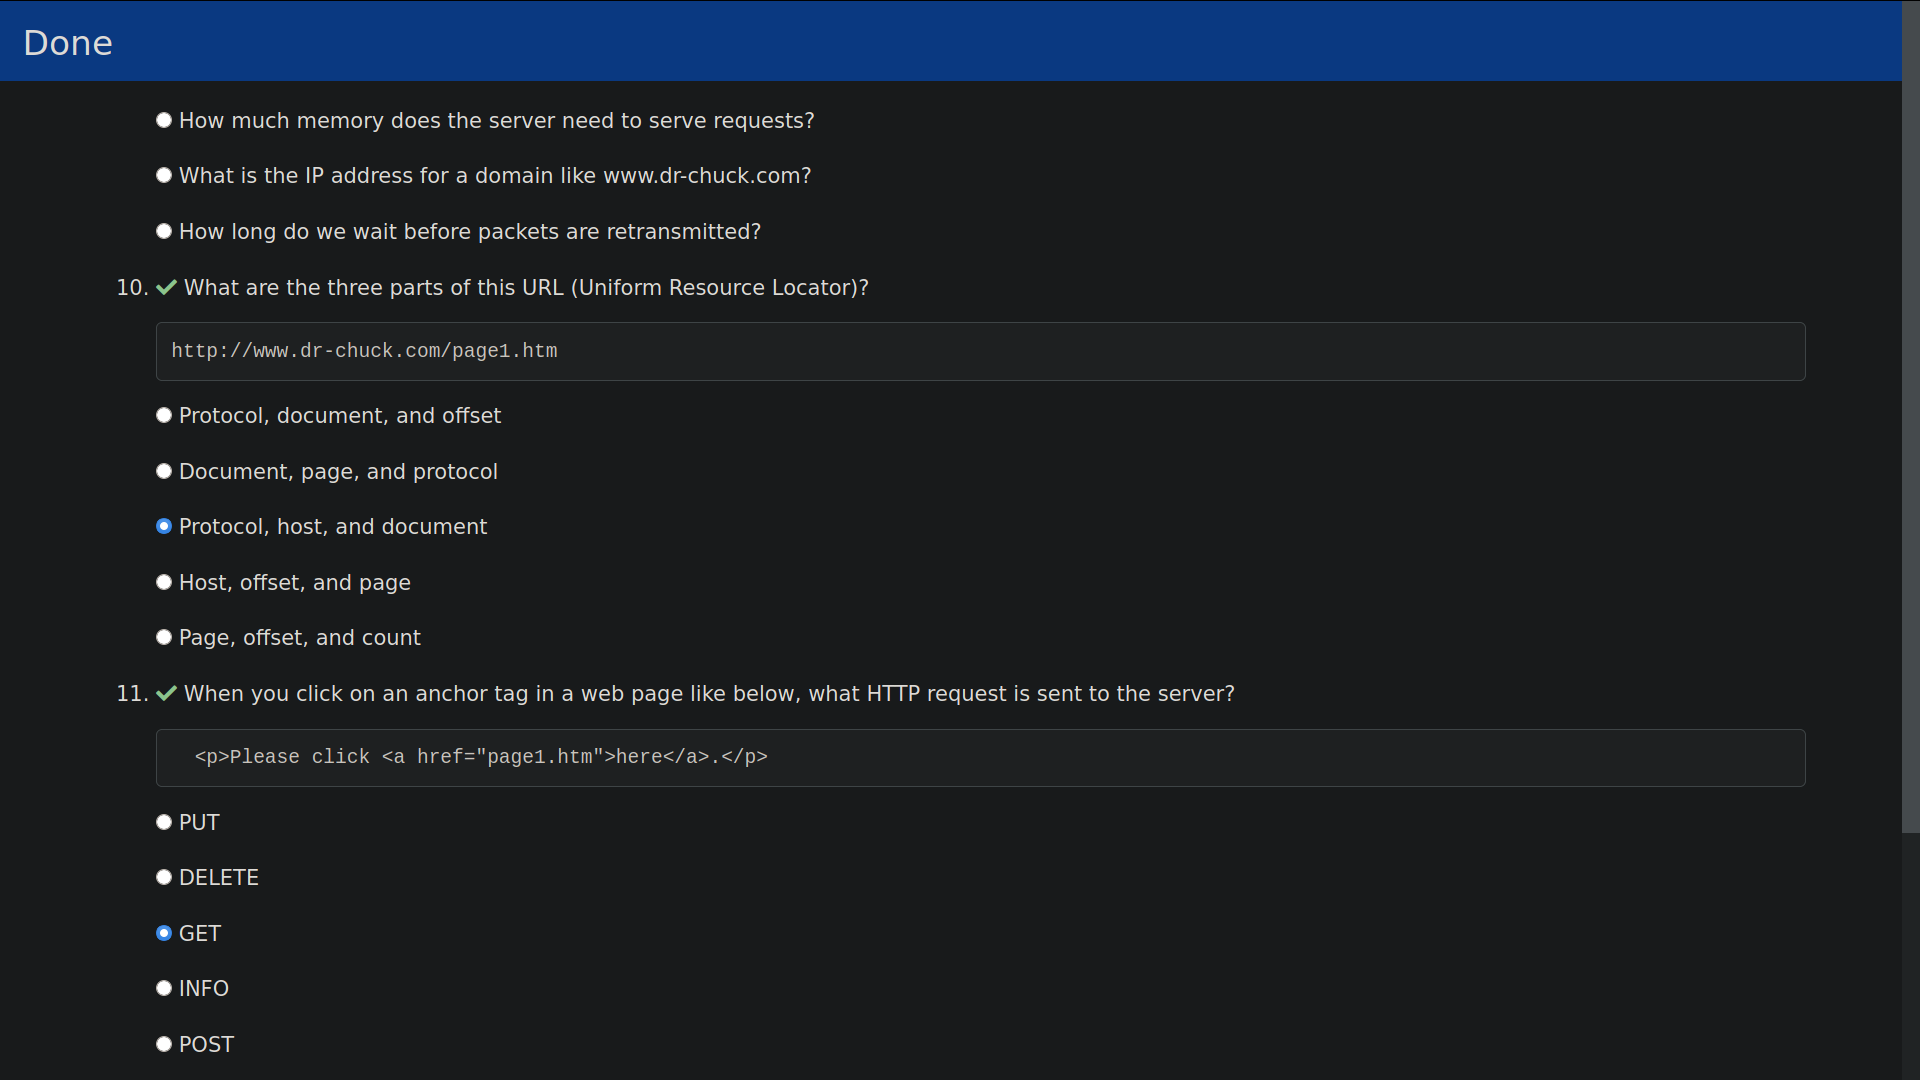 Done
How much memory does the server need to serve requests?
What is the IP address for a domain like www.dr-chuck.com?
How long do we wait before packets are retransmitted?
10. What are the three parts of this URL (Uniform Resource Locator)?
http://www.dr-chuck.com/page1.htm
Protocol, document, and offset
Document, page, and protocol
Protocol, host, and document
Host, offset, and page
Page, offset, and count
11. When you click on an anchor tag in a web page like below, what HTTP request is sent to the server?
<p>Please click <a href="page1.htm">here</a>.</p>
PUT
DELETE
GET
INFO
POST